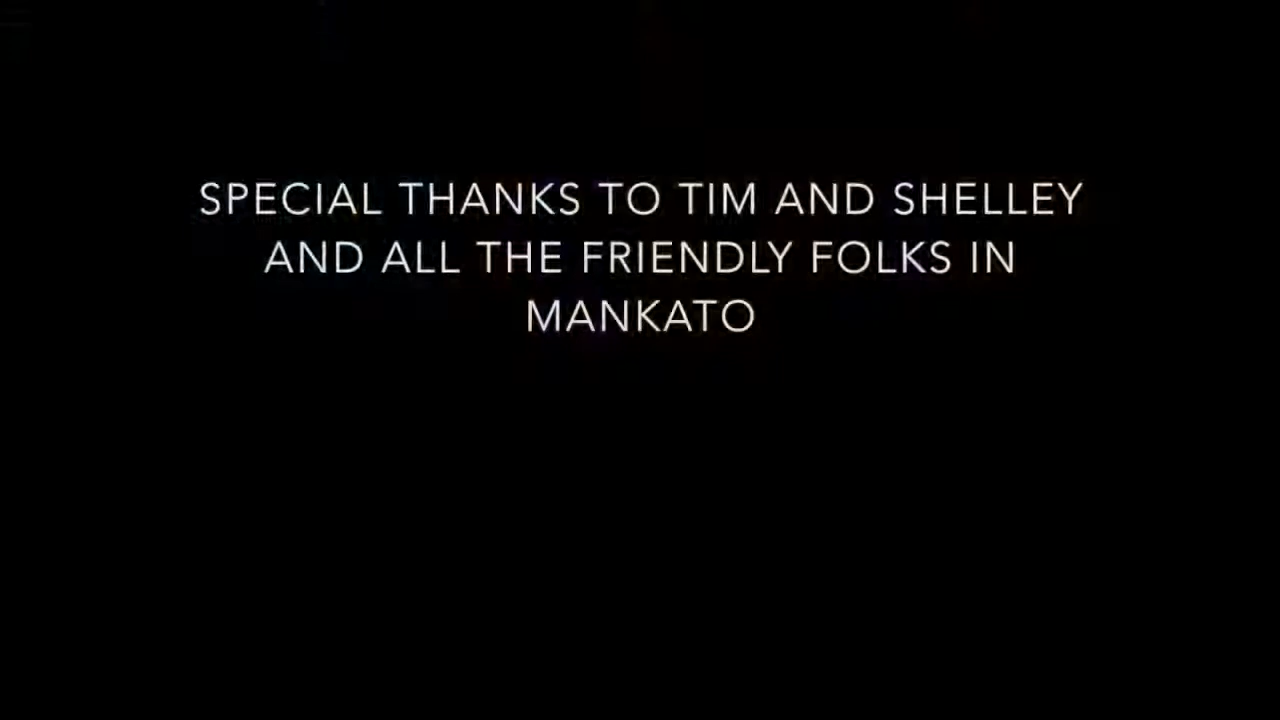 SPECIAL THANKS TO TIM AND SHELLEY
AND ALL THE FRIENDLY FOLKS IN
MANKATO